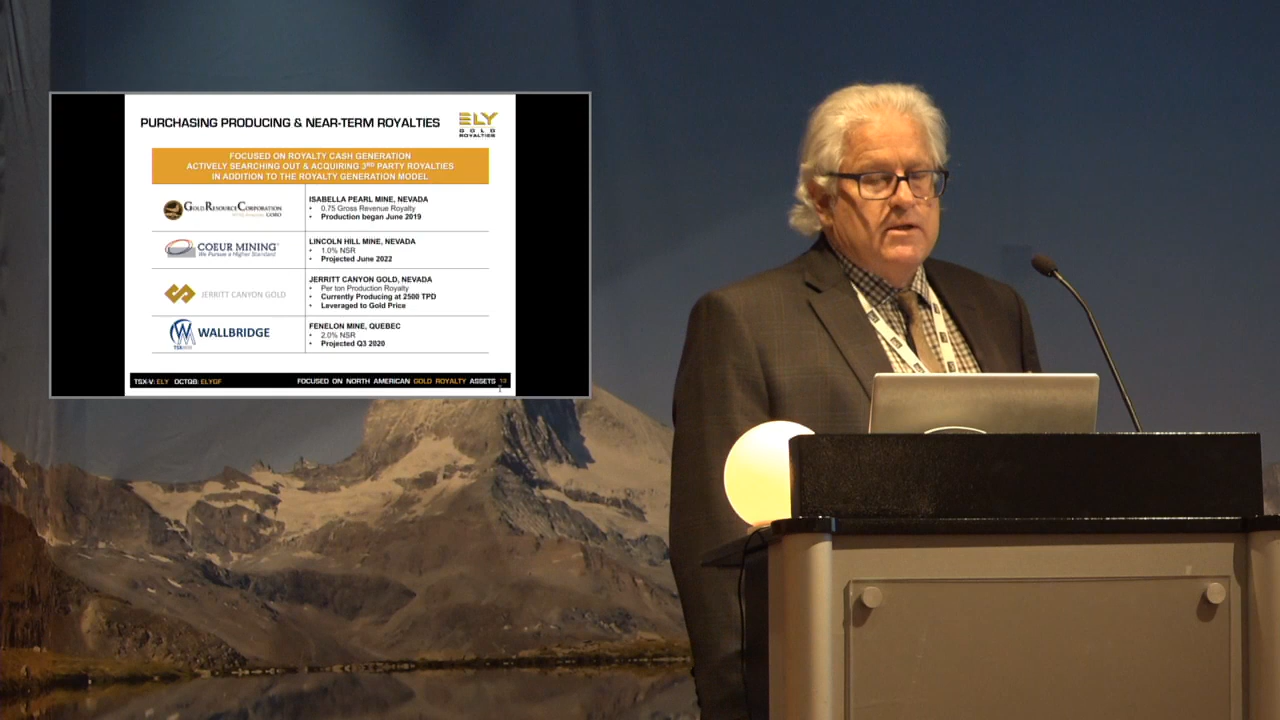 PURCHASING PRODUCING & NEAR-TERM ROYALTIES
ELY
GOLD
ROYALTIES
FOCUSED ON ROYALTY CASH GENERATION
ACTIVELY SEARCHING OUT & ACQUIRING 3RD PARTY ROYALTIES
IN ADDITION TO THE ROYALTY GENERATION MODEL
GOLD RESOURCE CORPORATION
GORO
ISABELLA PEARL MINE, NEVADA
• 0.75 Gross Revenue Royalty
• Production began June 2019
COEUR MINING
We Pursue a Higher Standard
LINCOLN HILL MINE, NEVADA
• 1.0% NSR
• Projected June 2022
JERRITT CANYON GOLD
JERRITT CANYON GOLD, NEVADA
• Per ton Production Royalty
• Currently Producing at 2500 TPD
• Leveraged to Gold Price
WALLBRIDGE
FENELON MINE, QUEBEC
• 2.0% NSR
• Projected Q3 2020
TSX-V: ELY OCTQB: ELYGF
FOCUSED ON NORTH AMERICAN GOLD ROYALTY ASSETS